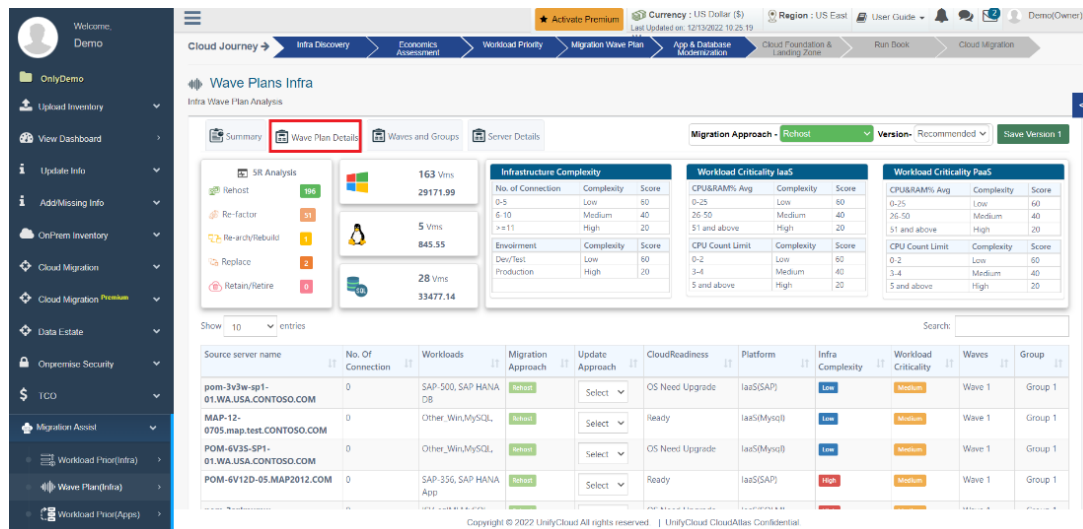 Welcome,
Demo
Activate Premium
Currency : US Dollar ($)
Last Updated on: 12/13/2022 10:25:19
Region : US East
User Guide
2
Demo(Owner)
Cloud Journey
Infra Discovery
Economics Assessment
Workload Priority
Migration Wave Plan
App & Database Modernization
Cloud Foundation & Landing Zone
Run Book
Cloud Migration
OnlyDemo
Upload Inventory
View Dashboard
Update Info
Add/Missing Info
OnPrem Inventory
Cloud Migration
Cloud Migration Premium
Data Estate
Onpremise Security
TCO
Migration Assist
Workload Prior(Infra)
Wave Plan(Infra)
Workload Prior(Apps)
Wave Plans Infra
Infra Wave Plan Analysis
Summary
Wave Plan Details
Waves and Groups
Server Details
Migration Approach - Rehost
Version- Recommended
Save Version 1
5R Analysis
Rehost 196
Re-factor 51
Re-arch/Rebuild 1
Replace 2
Retain/Retire 0
163 Vms
29171.99
5 Vms
845.55
SQL
28 Vms
33477.14
Infrastructure Complexity
No. of Connection Complexity Score
0-5 Low 60
6-10 Medium 40
>=11 High 20
Envoirment Complexity Score
Dev/Test Low 60
Production High 20
Workload Criticality IaaS
CPU&RAM% Avg Complexity Score
0-25 Low 60
26-50 Medium 40
51 and above High 20
CPU Count Limit Complexity Score
0-2 Low 60
3-4 Medium 40
5 and above High 20
Workload Criticality PaaS
CPU&RAM% Avg Complexity Score
0-25 Low 60
26-50 Medium 40
51 and above High 20
CPU Count Limit Complexity Score
0-2 Low 60
3-4 Medium 40
5 and above High 20
Show 10 entries
Search:
Source server name No. Of Connection Workloads Migration Approach Update Approach CloudReadiness Platform Infra Complexity Workload Criticality Waves Group
pom-3v3w-sp1-01.WA.USA.CONTOSO.COM 0 SAP-500, SAP HANA DB Rehost Select OS Need Upgrade IaaS(SAP) Low Medium Wave 1 Group 1
MAP-12-0705.map.test.CONTOSO.COM 0 Other_Win,MySQL, Rehost Select Ready IaaS(Mysql) Low Medium Wave 1 Group 1
POM-6V3S-SP1-01.WA.USA.CONTOSO.COM 0 Other_Win,MySQL, Rehost Select OS Need Upgrade IaaS(Mysql) Low Medium Wave 1 Group 1
POM-6V12D-05.MAP2012.COM 0 SAP-356, SAP HANA App Rehost Select Ready IaaS(SAP) High Medium Wave 1 Group 1
Copyright © 2022 UnifyCloud All rights reserved. | UnifyCloud CloudAtlas Confidential.